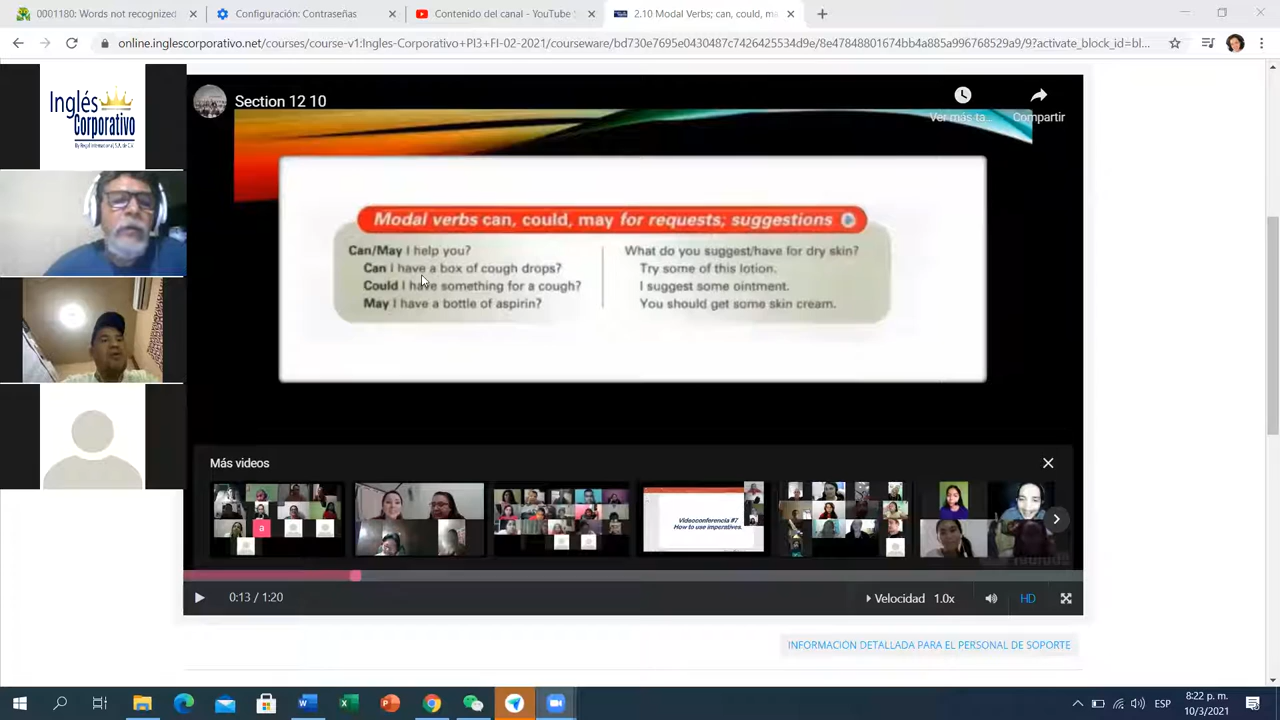 0001180: Words not recognized
Configuración: Contraseña
Contenido del canal - YouTube
2.10 Modal Verbs; can, could, m
online.inglescorporativo.net/courses/course-v1:Ingles-Corporativo+PI3+FI-02-2021/courseware/bd730e7695e0430487c7426425534d9e/8e47848801674bb4a885a996768529a9/9?activate_block_id=bl...
Inglés
Corporativo
By Regal International, S.A. de C.V.
Section 12 10
Ver más ta...
Compartir
Modal verbs can, could, may for requests; suggestions
Can/May I help you?
Can I have a box of cough drops?
Could I have something for a cough?
May I have a bottle of aspirin?
What do you suggest/have for dry skin?
Try some of this lotion.
I suggest some ointment.
You should get some skin cream.
Más videos
a
Videoconferencia #7
How to use imperatives.
0:13 / 1:20
Velocidad 1.0x
HD
INFORMACION DETALLADA PARA EL PERSONAL DE SOPORTE
ESP
8:22 p. m.
10/3/2021